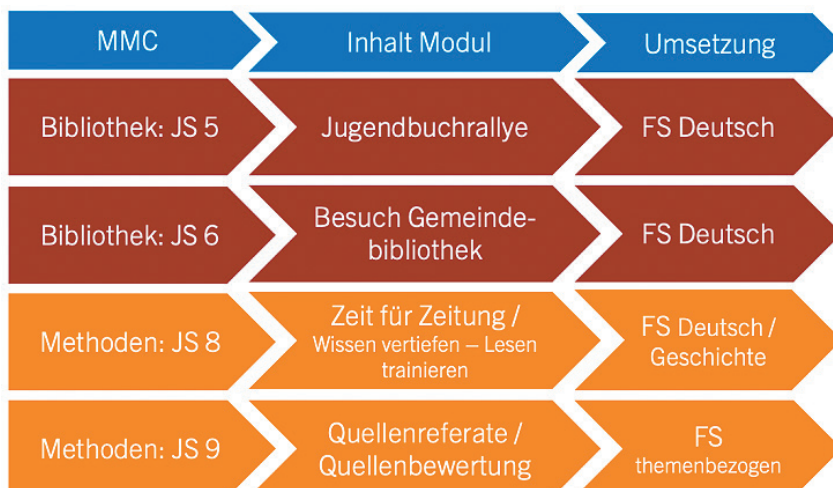 MMC Inhalt Modul Umsetzung
Bibliothek: JS 5 Jugendbuchrallye FS Deutsch
Bibliothek: JS 6
Besuch Gemeinde-
bibliothek
FS Deutsch
Methoden: JS 8
Zeit für Zeitung /
Wissen vertiefen – Lesen
trainieren
FS Deutsch /
Geschichte
Methoden: JS 9
Quellenreferate /
Quellenbewertung
FS
themenbezogen